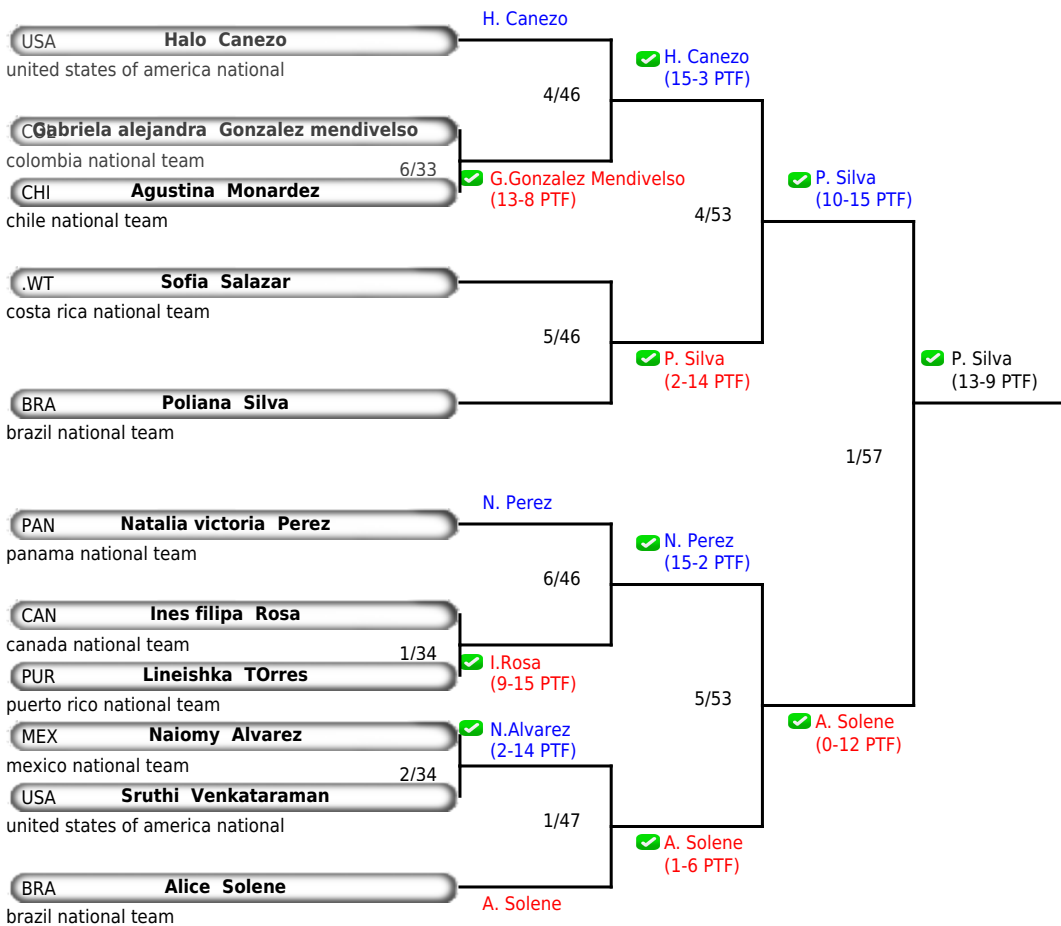 H. Canezo
USA Halo Canezo
united states of america national
H. Canezo
(15-3 PTF)
4/46
COL Gabriela alejandra Gonzalez mendivelso
colombia national team
6/33
G.Gonzalez Mendivelso
(13-8 PTF)
CHI Agustina Monardez
chile national team
P. Silva
(10-15 PTF)
4/53
.WT Sofia Salazar
costa rica national team
5/46
P. Silva
(2-14 PTF)
P. Silva
(13-9 PTF)
BRA Poliana Silva
brazil national team
1/57
N. Perez
PAN Natalia victoria Perez
panama national team
N. Perez
(15-2 PTF)
6/46
CAN Ines filipa Rosa
canada national team
1/34
I.Rosa
(9-15 PTF)
PUR Lineishka TOrres
puerto rico national team
5/53
A. Solene
(0-12 PTF)
MEX Naiomy Alvarez
mexico national team
N.Alvarez
(2-14 PTF)
2/34
USA Sruthi Venkataraman
united states of america national
1/47
A. Solene
(1-6 PTF)
BRA Alice Solene
brazil national team
A. Solene